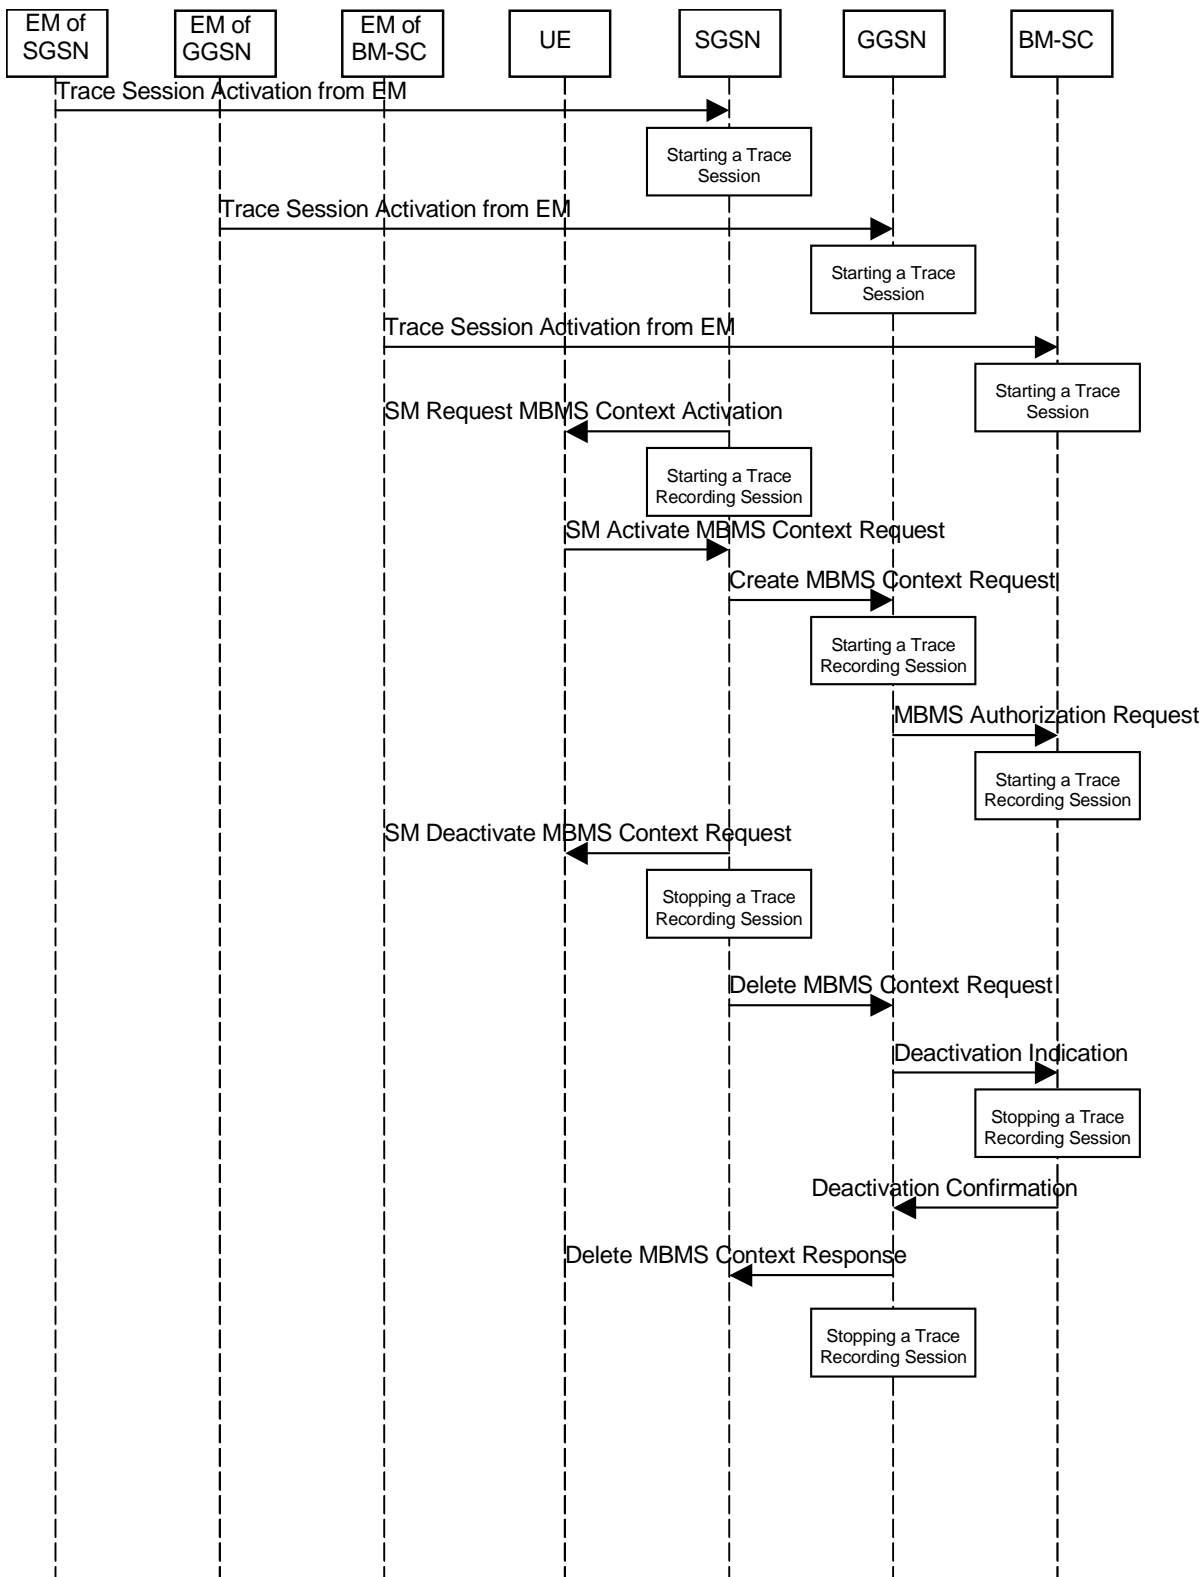 EM of
SGSN
EM of
GGSN
EM of
BM-SC
UE
SGSN
GGSN
BM-SC
Trace Session Activation from EM
Starting a Trace
Session
Trace Session Activation from EM
Starting a Trace
Session
Trace Session Activation from EM
Starting a Trace
Session
SM Request MBMS Context Activation
Starting a Trace
Recording Session
SM Activate MBMS Context Request
Create MBMS Context Request
Starting a Trace
Recording Session
MBMS Authorization Request
Starting a Trace
Recording Session
SM Deactivate MBMS Context Request
Stopping a Trace
Recording Session
Delete MBMS Context Request
Deactivation Indication
Stopping a Trace
Recording Session
Deactivation Confirmation
Delete MBMS Context Response
Stopping a Trace
Recording Session